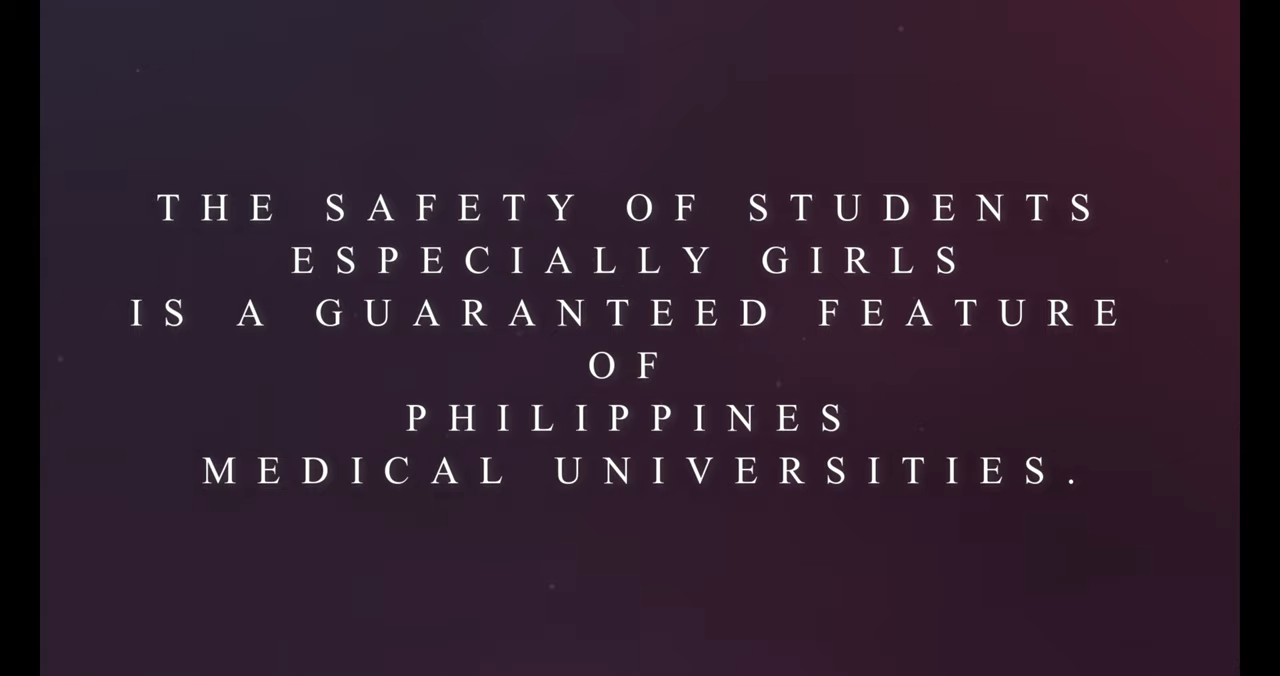 THE SAFETY OF STUDENTS
ESPECIALLY GIRLS
IS A GUARANTEED FEATURE
OF
PHILIPPINES
MEDICAL UNIVERSITIES.